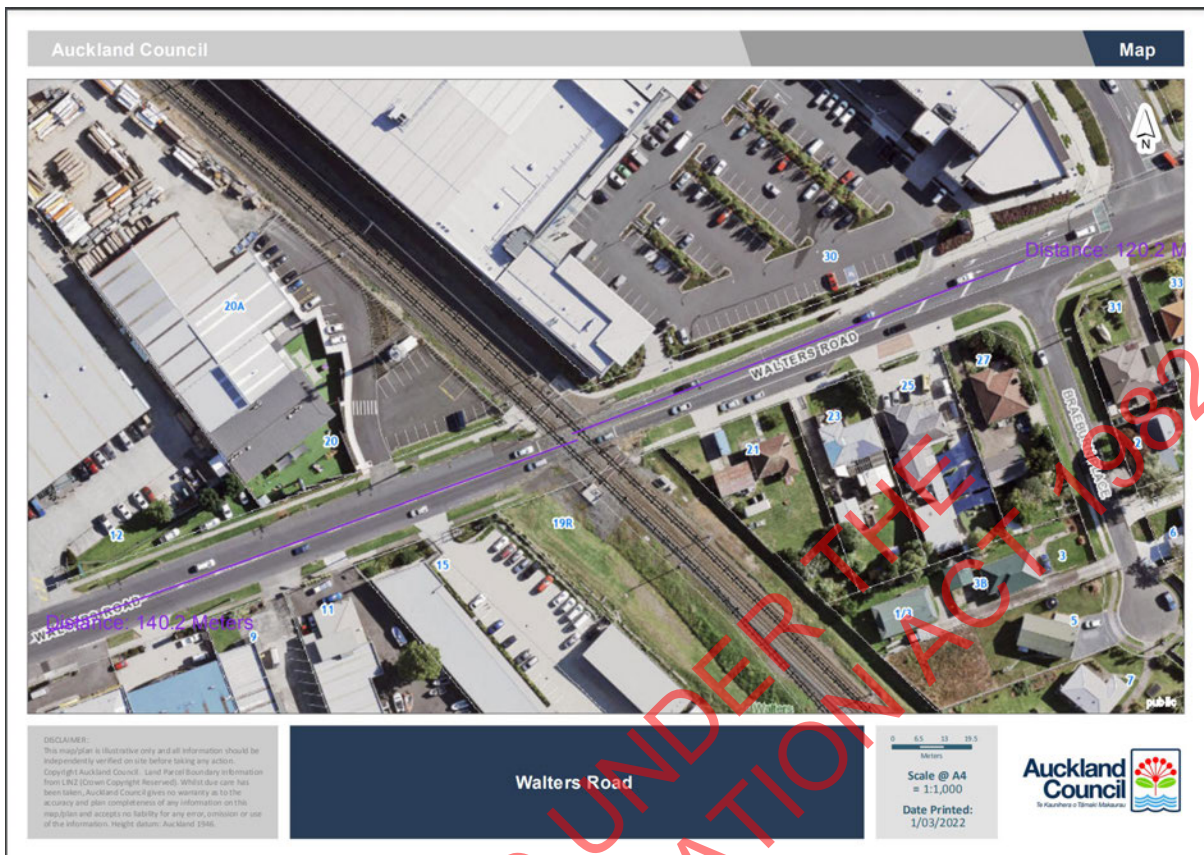 Auckland Council
Map
N
30
Distance: 120.2 M
33
31
20A
WALTERS ROAD
27
25
23
BRAEBURN PLACE
2
20
21
12
19R
6
3
15
3B
11
1/3
WALTERS ROAD
Distance: 140.2 Meters
9
5
7
Walters
public
DISCLAIMER:
This map/plan is illustrative only and all information should be
independently verified on site before taking any action.
Copyright Auckland Council. Land Parcel Boundary information
from LINZ (Crown Copyright Reserved). Whilst due care has
been taken, Auckland Council gives no warranty as to the
accuracy and plan completeness of any information on this
map/plan and accepts no liability for any error, omission or use
of the information. Height datum: Auckland 1946.
Walters Road
0 6.5 13 19.5
Meters
Scale @ A4
= 1:1,000
Date Printed:
1/03/2022
Auckland
Council
Te Kaunihera o Tāmaki Makaurau
UNDER THE
ACT 1982